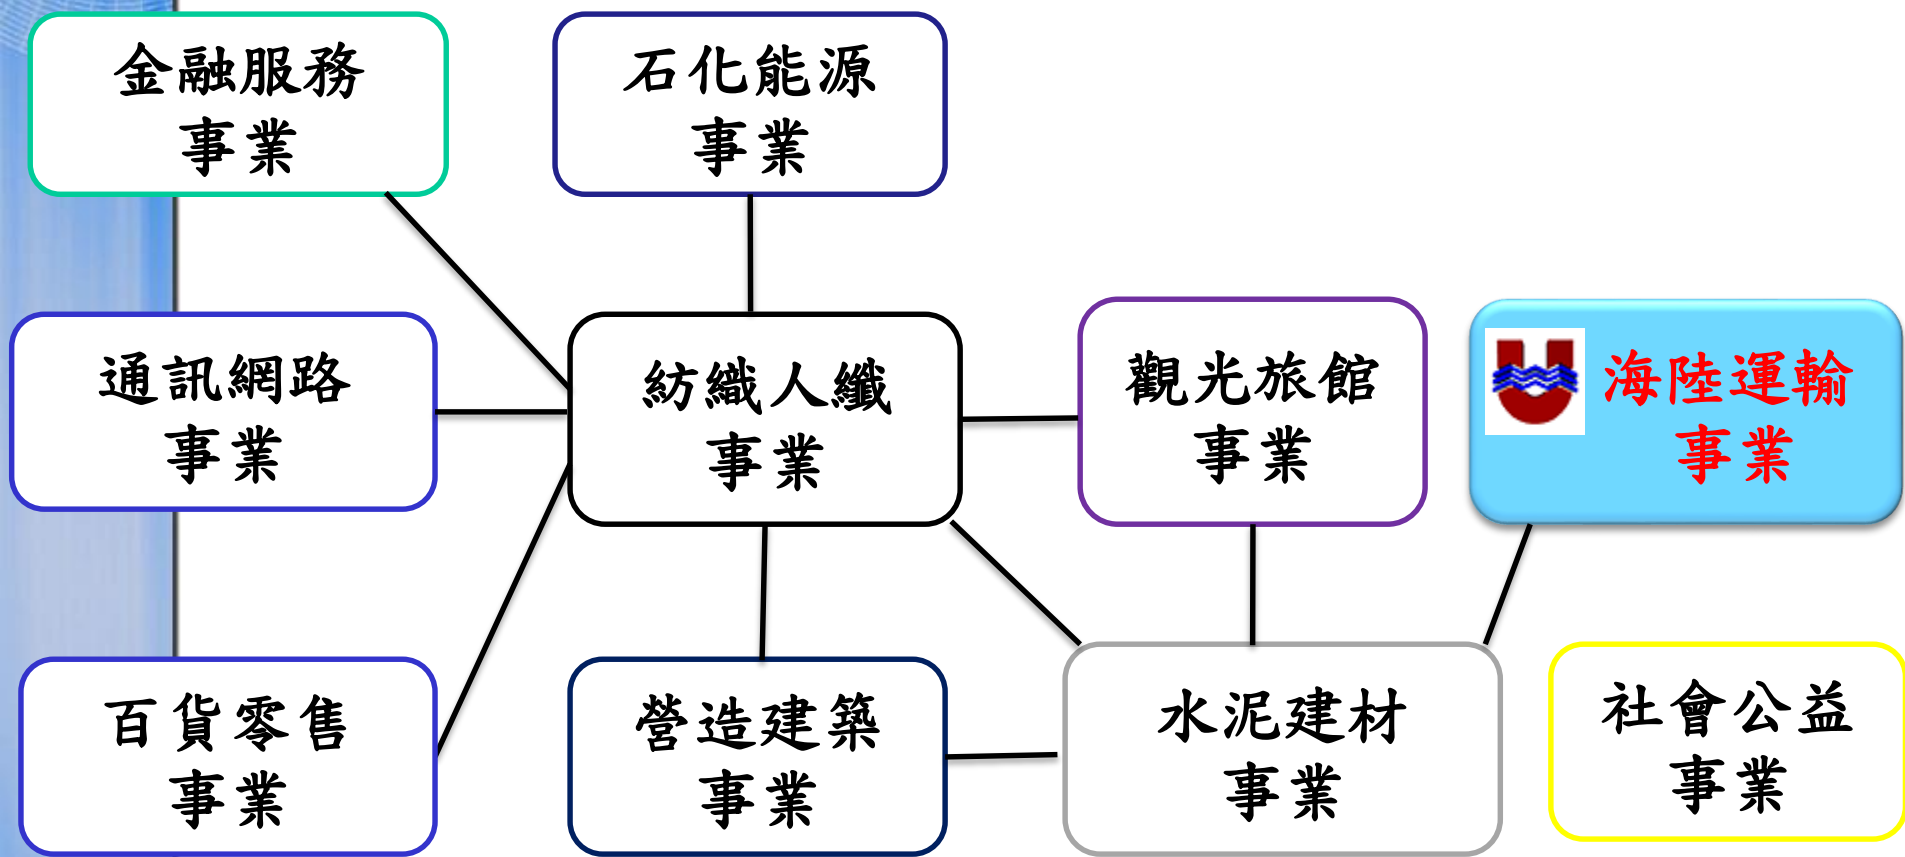 金融服務
事業
石化能源
事業
通訊網路
事業
紡織人纖
事業
觀光旅館
事業
海陸運輸
事業
百貨零售
事業
營造建築
事業
水泥建材
事業
社會公益
事業